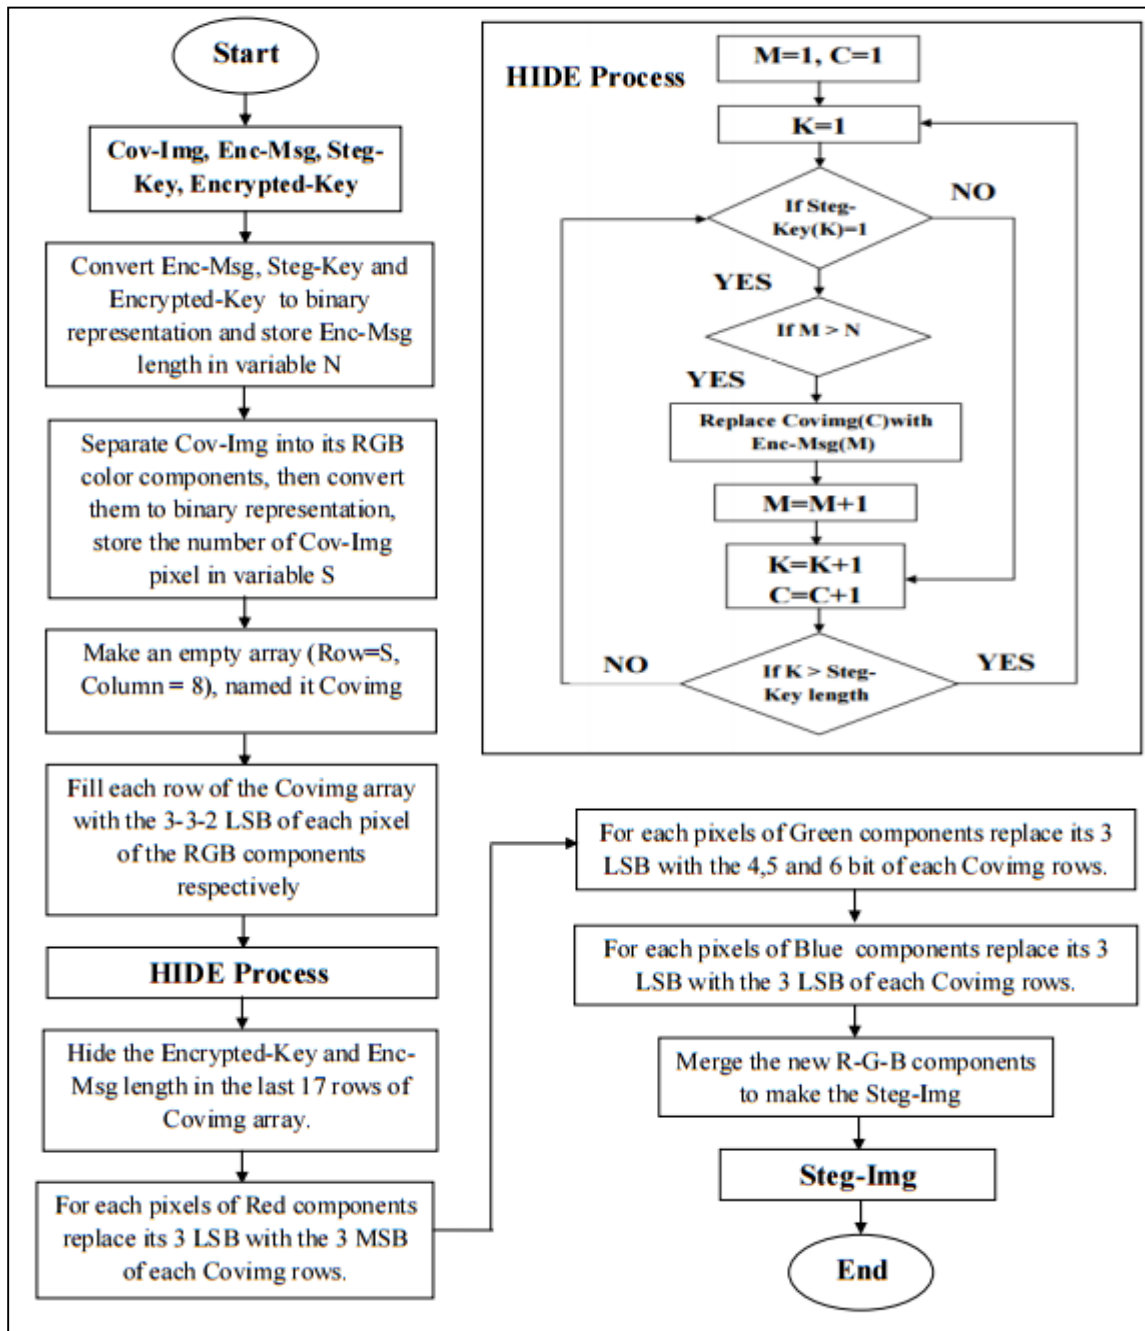 Start
Cov-Img, Enc-Msg, Steg-
Key, Encrypted-Key
Convert Enc-Msg, Steg-Key and
Encrypted-Key to binary
representation and store Enc-Msg
length in variable N
Separate Cov-Img into its RGB
color components, then convert
them to binary representation,
store the number of Cov-Img
pixel in variable S
Make an empty array (Row=S,
Column = 8), named it Covimg
Fill each row of the Covimg array
with the 3-3-2 LSB of each pixel
of the RGB components
respectively
HIDE Process
Hide the Encrypted-Key and Enc-
Msg length in the last 17 rows of
Covimg array.
For each pixels of Red components
replace its 3 LSB with the 3 MSB
of each Covimg rows.
HIDE Process
M=1, C=1
K=1
If Steg-
Key(K)=1
NO
YES
If M > N
YES
Replace Covimg(C)with
Enc-Msg(M)
M=M+1
K=K+1
C=C+1
NO
If K > Steg-
Key length
YES
For each pixels of Green components replace its 3
LSB with the 4,5 and 6 bit of each Covimg rows.
For each pixels of Blue components replace its 3
LSB with the 3 LSB of each Covimg rows.
Merge the new R-G-B components
to make the Steg-Img
Steg-Img
End